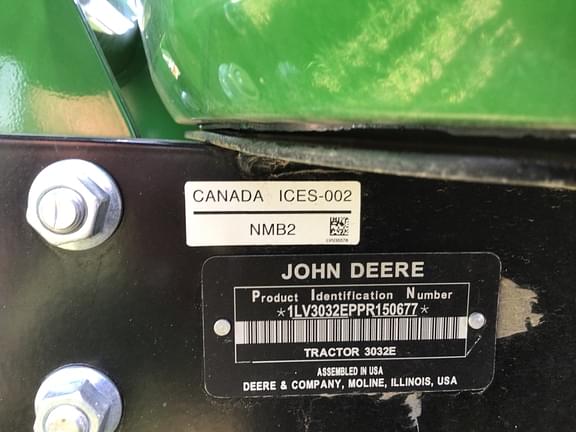 CANADA ICES-002
NMB2
JOHN DEERE
Product Identification Number
*1LV3032EPPR150677*
TRACTOR 3032E
ASSEMBLED IN USA
DEERE & COMPANY, MOLINE, ILLINOIS, USA